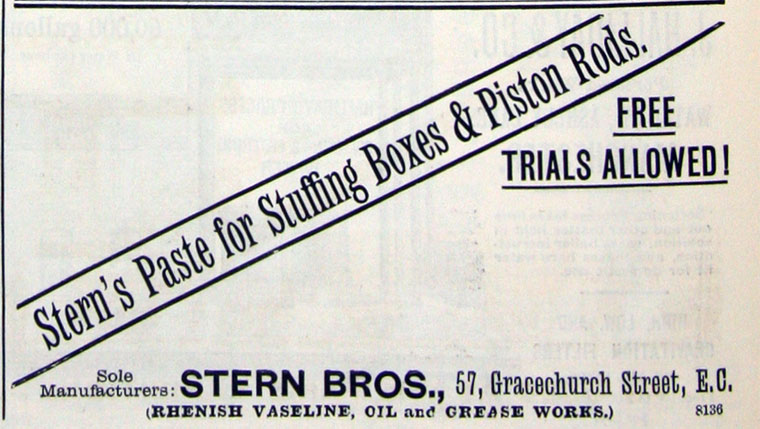 Stern's Paste for Stuffing Boxes & Piston Rods.
FREE
TRIALS ALLOWED!
Sole
Manufacturers: STERN BROS., 57, Gracechurch Street, E.C.
(RHENISH VASELINE, OIL and GREASE WORKS.) 8136